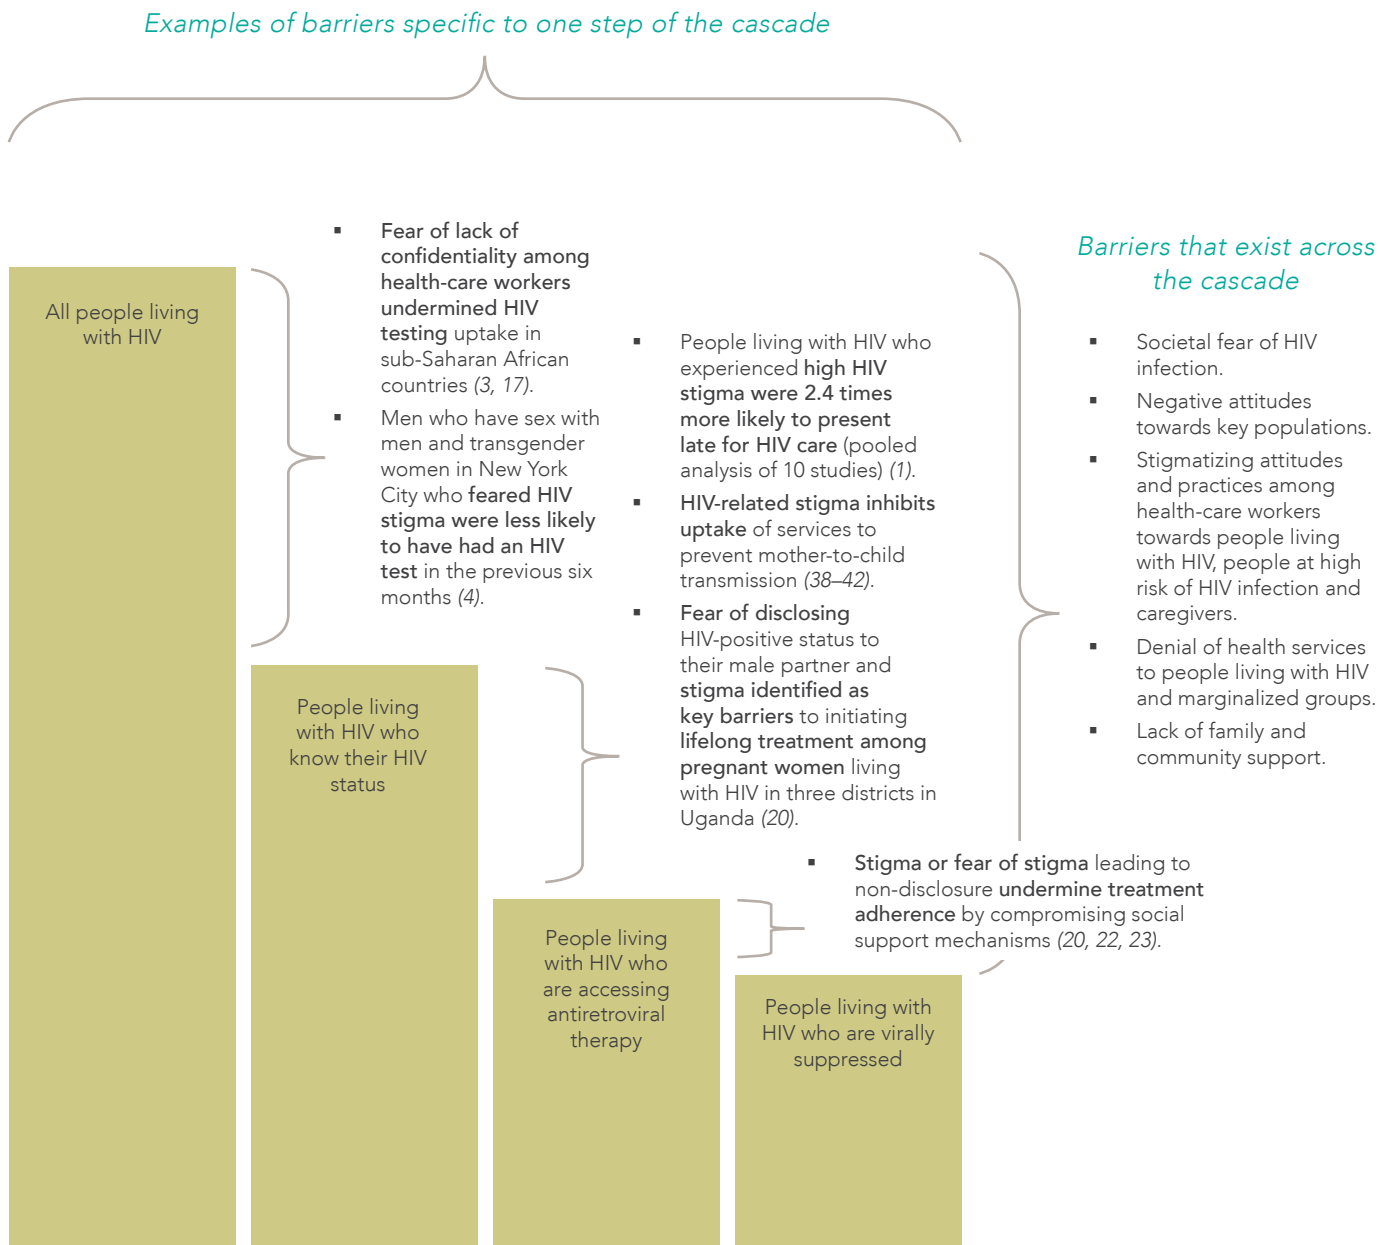 Examples of barriers specific to one step of the cascade
All people living
with HIV
▪ Fear of lack of
confidentiality among
health-care workers
undermined HIV
testing uptake in
sub-Saharan African
countries (3, 17).
▪ Men who have sex with
men and transgender
women in New York
City who feared HIV
stigma were less likely
to have had an HIV
test in the previous six
months (4).
People living
with HIV who
know their HIV
status
▪ People living with HIV who
experienced high HIV
stigma were 2.4 times
more likely to present
late for HIV care (pooled
analysis of 10 studies) (1).
▪ HIV-related stigma inhibits
uptake of services to
prevent mother-to-child
transmission (38–42).
▪ Fear of disclosing
HIV-positive status to
their male partner and
stigma identified as
key barriers to initiating
lifelong treatment among
pregnant women living
with HIV in three districts in
Uganda (20).
People living
with HIV who
are accessing
antiretroviral
therapy
▪ Stigma or fear of stigma leading to
non-disclosure undermine treatment
adherence by compromising social
support mechanisms (20, 22, 23).
People living with
HIV who are virally
suppressed
Barriers that exist across
the cascade
▪ Societal fear of HIV
infection.
▪ Negative attitudes
towards key populations.
▪ Stigmatizing attitudes
and practices among
health-care workers
towards people living
with HIV, people at high
risk of HIV infection and
caregivers.
▪ Denial of health services
to people living with HIV
and marginalized groups.
▪ Lack of family and
community support.